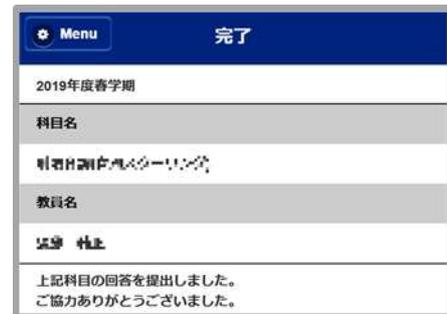 Menu
完了
2019年度春学期
科目名
教員名
上記科目の回答を提出しました。
ご協力ありがとうございました。